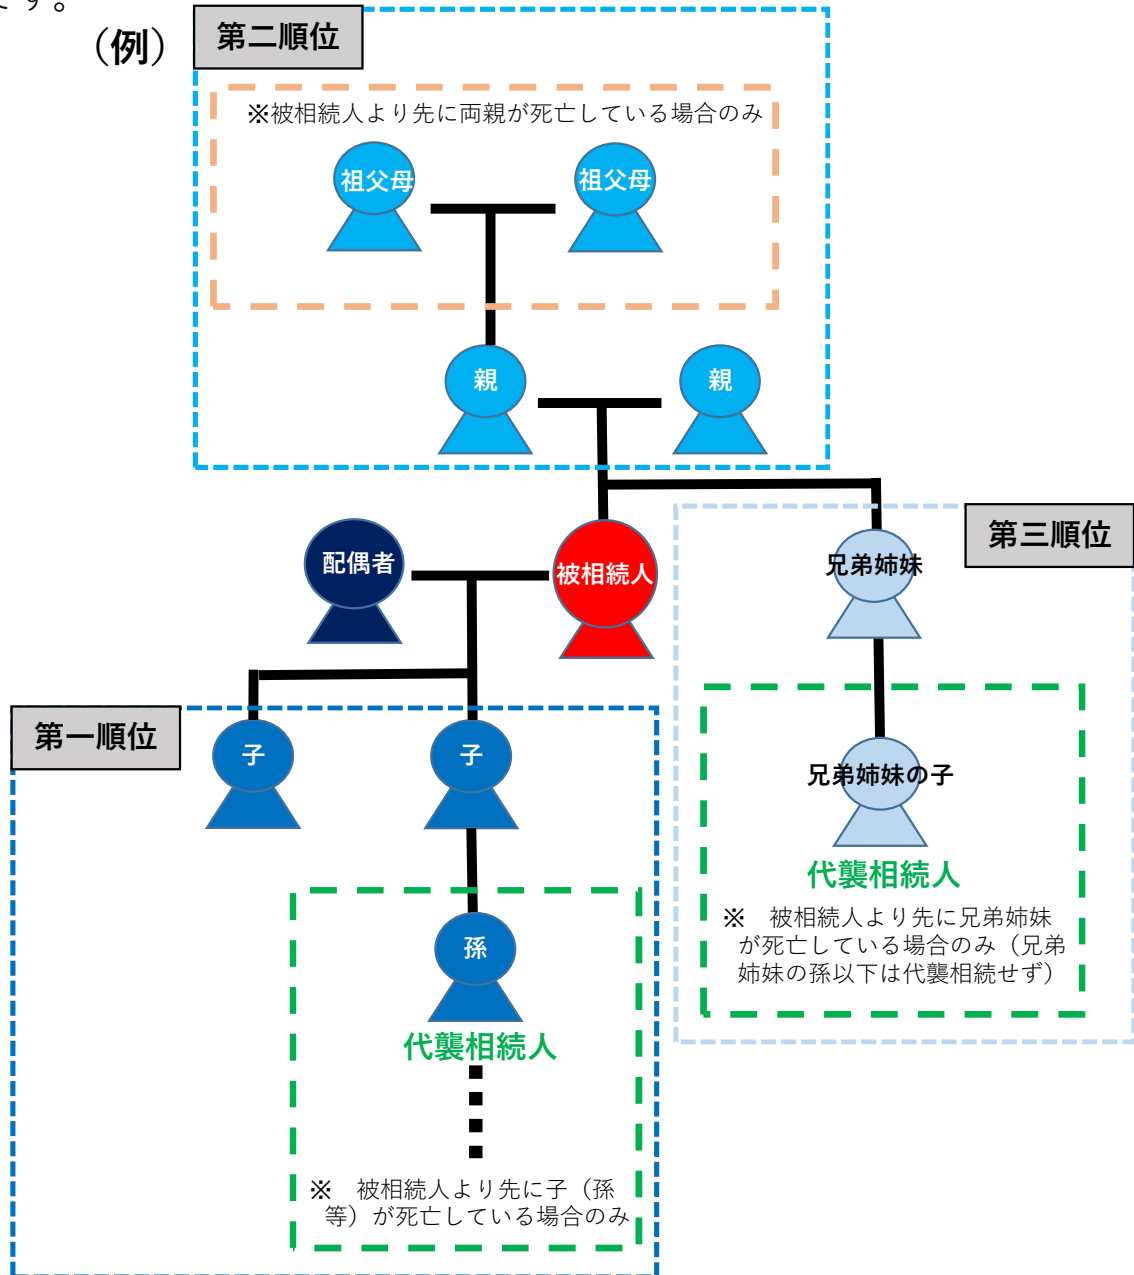 です。
（例）
第二順位
※被相続人より先に両親が死亡している場合のみ
祖父母
祖父母
親
親
配偶者
被相続人
第三順位
兄弟姉妹
第一順位
子
子
兄弟姉妹の子
代襲相続人
※　被相続人より先に兄弟姉妹
が死亡している場合のみ（兄弟
姉妹の孫以下は代襲相続せず）
孫
代襲相続人
※　被相続人より先に子（孫
等）が死亡している場合のみ